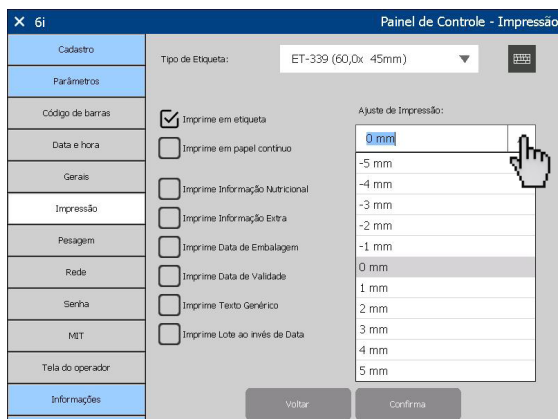 ✕ 6i
Painel de Controle - Impressão
Cadastro
Parâmetros
Código de barras
Data e hora
Gerais
Impressão
Pesagem
Rede
Senha
MIT
Tela do operador
Informações
Tipo de Etiqueta:
ET-339 (60,0x 45mm)
Imprime em etiqueta
Imprime em papel contínuo
Imprime Informação Nutricional
Imprime Informação Extra
Imprime Data de Embalagem
Imprime Data de Validade
Imprime Texto Genérico
Imprime Lote ao invés de Data
Ajuste de Impressão:
0 mm
-5 mm
-4 mm
-3 mm
-2 mm
-1 mm
0 mm
1 mm
2 mm
3 mm
4 mm
5 mm
Voltar
Confirma